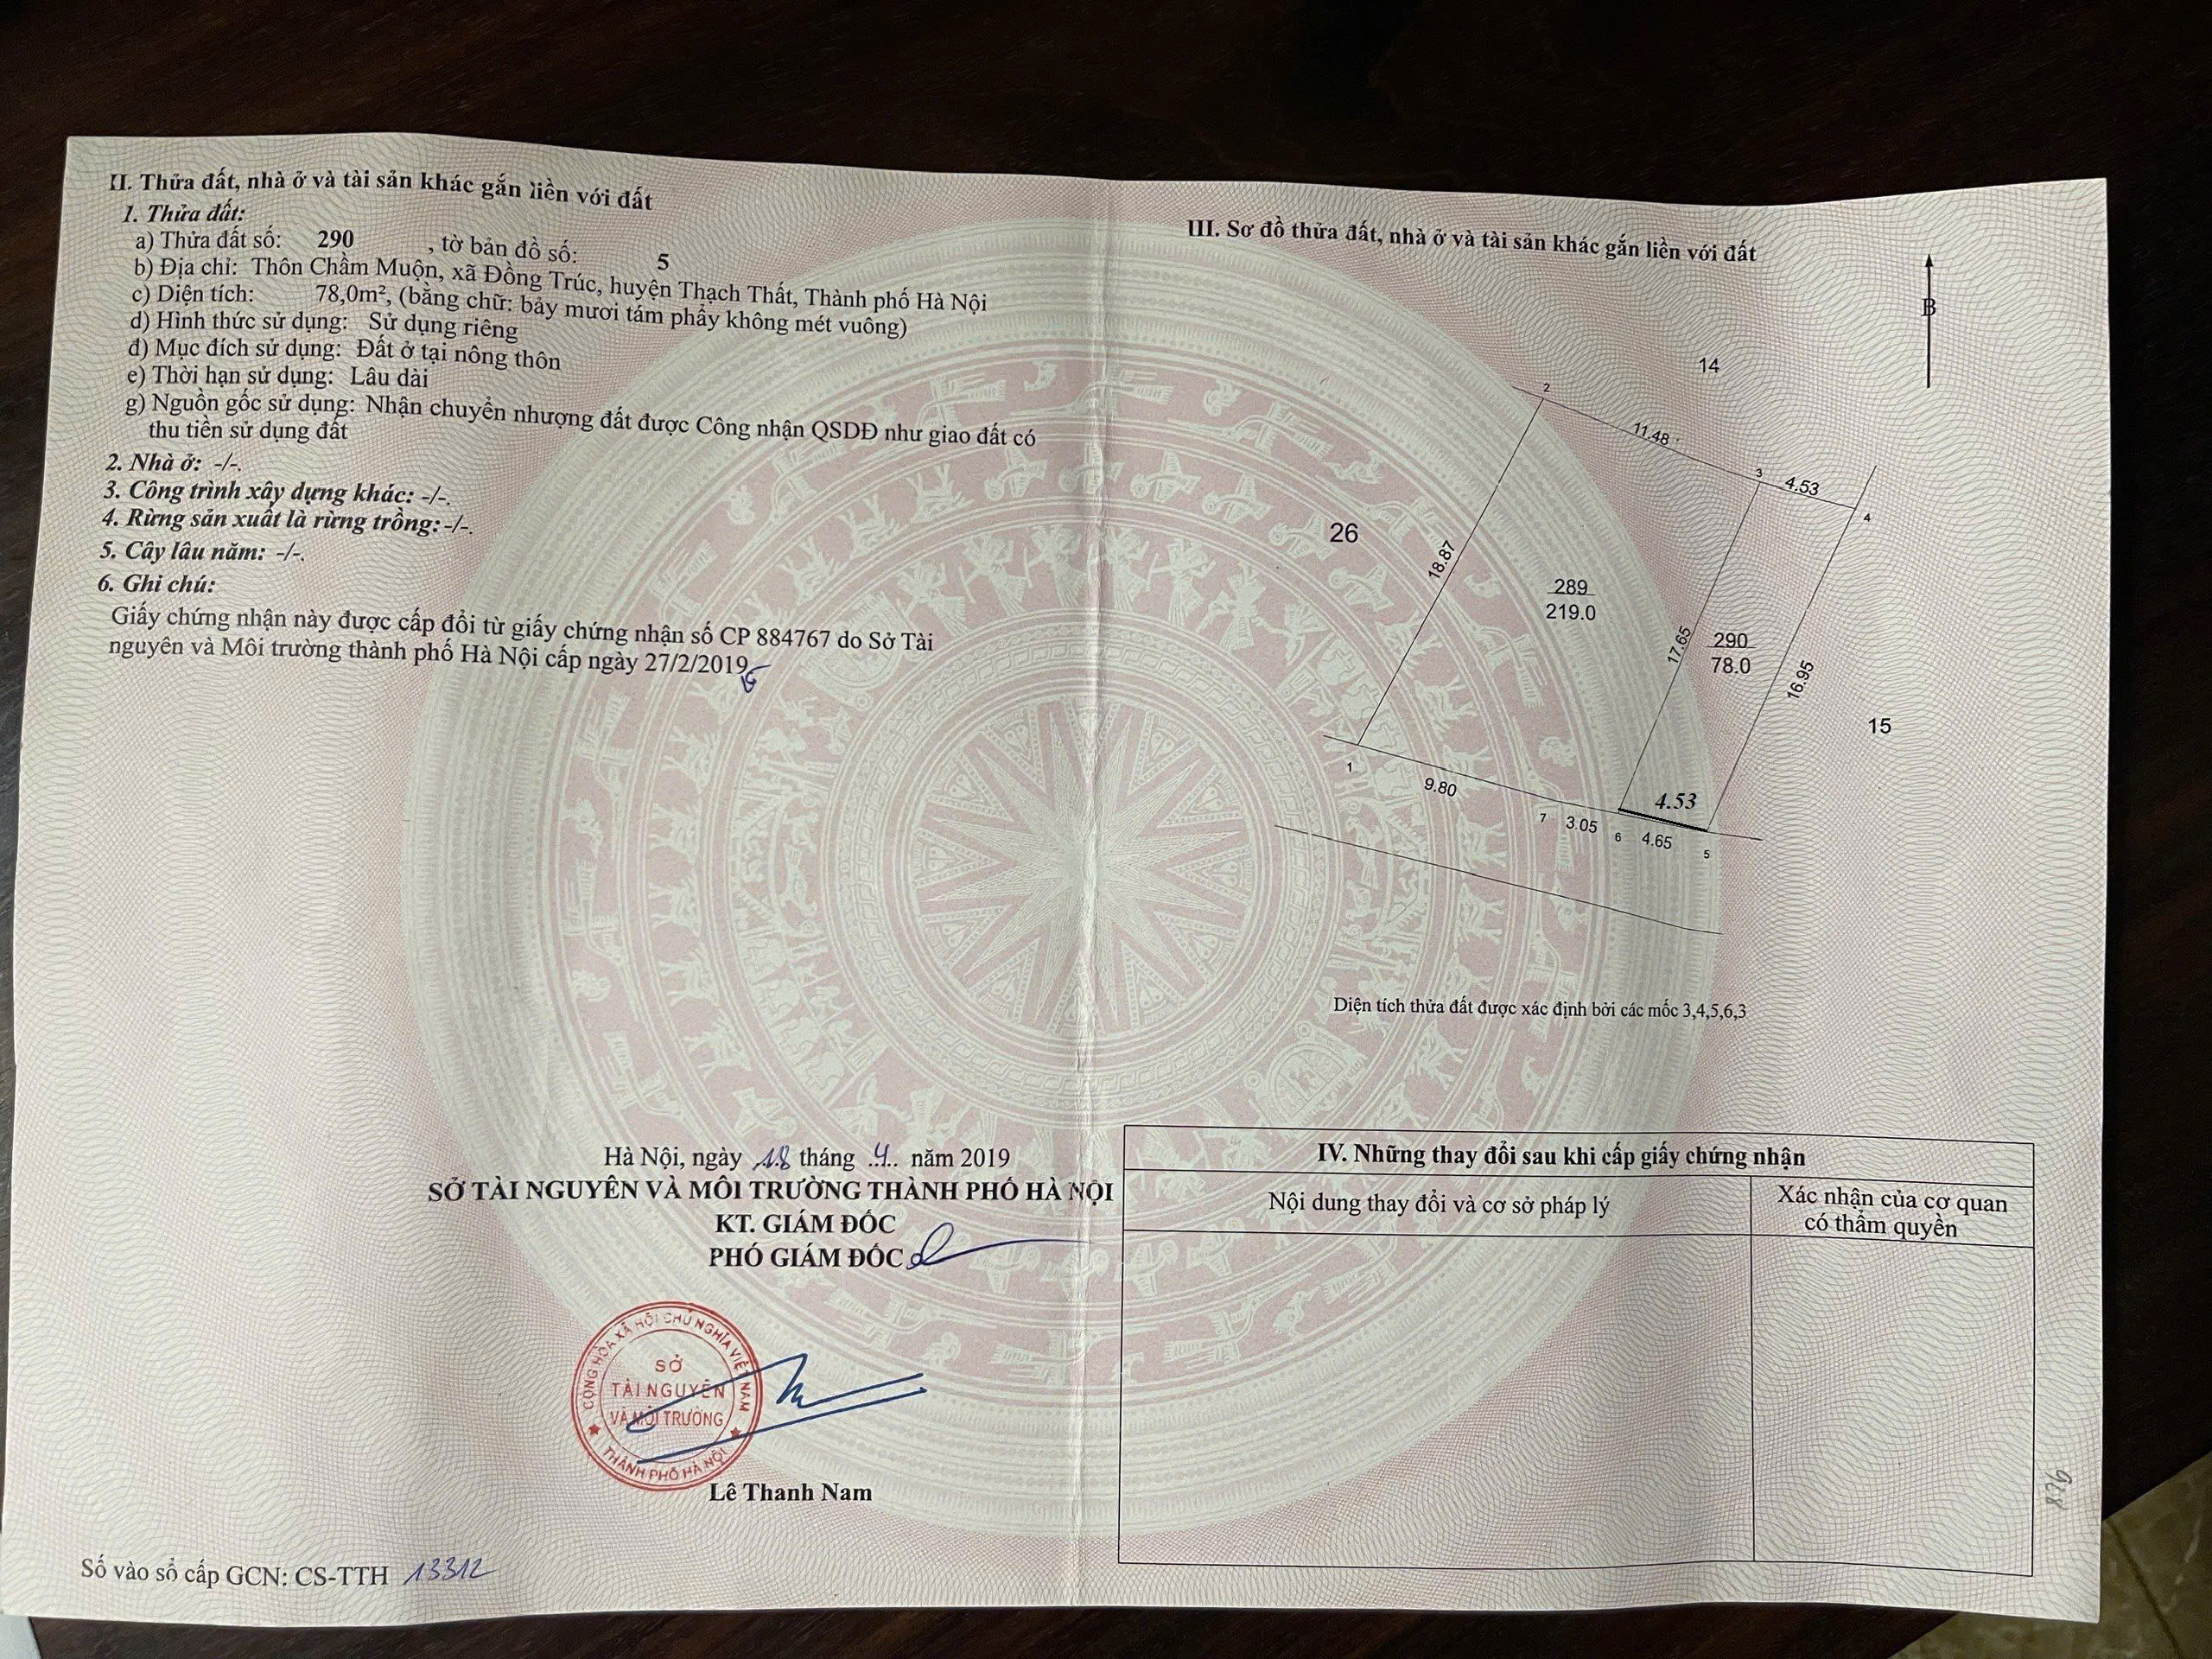 II. Thửa đất, nhà ở và tài sản khác gắn liền với đất
1. Thửa đất:
a) Thửa đất số: 290 , tờ bản đồ số: 5
b) Địa chỉ: Thôn Chầm Muộn, xã Đồng Trúc, huyện Thạch Thất, Thành phố Hà Nội
c) Diện tích: 78,0m², (bằng chữ: bảy mươi tám phẩy không mét vuông)
d) Hình thức sử dụng: Sử dụng riêng
đ) Mục đích sử dụng: Đất ở tại nông thôn
e) Thời hạn sử dụng: Lâu dài
g) Nguồn gốc sử dụng: Nhận chuyển nhượng đất được Công nhận QSDĐ như giao đất có
thu tiền sử dụng đất
2. Nhà ở: -/-.
3. Công trình xây dựng khác: -/-.
4. Rừng sản xuất là rừng trồng: -/-.
5. Cây lâu năm: -/-.
6. Ghi chú:
Giấy chứng nhận này được cấp đổi từ giấy chứng nhận số CP 884767 do Sở Tài
nguyên và Môi trường thành phố Hà Nội cấp ngày 27/2/2019
Hà Nội, ngày 18 tháng 4 năm 2019
SỞ TÀI NGUYÊN VÀ MÔI TRƯỜNG THÀNH PHỐ HÀ NỘI
KT. GIÁM ĐỐC
PHÓ GIÁM ĐỐC
CỘNG HÒA XÃ HỘI CHỦ NGHĨA VIỆT NAM
SỞ
TÀI NGUYÊN
VÀ MÔI TRƯỜNG
THÀNH PHỐ HÀ NỘI
Lê Thanh Nam
Số vào sổ cấp GCN: CS-TTH 13312
III. Sơ đồ thửa đất, nhà ở và tài sản khác gắn liền với đất
B
14
2
11.48
3
4.53
4
26
18.87
289
219.0
17.65
290
78.0
16.95
15
1
9.80
7
3.05
6
4.53
4.65
5
Diện tích thửa đất được xác định bởi các mốc 3,4,5,6,3
IV. Những thay đổi sau khi cấp giấy chứng nhận
Nội dung thay đổi và cơ sở pháp lý
Xác nhận của cơ quan
có thẩm quyền